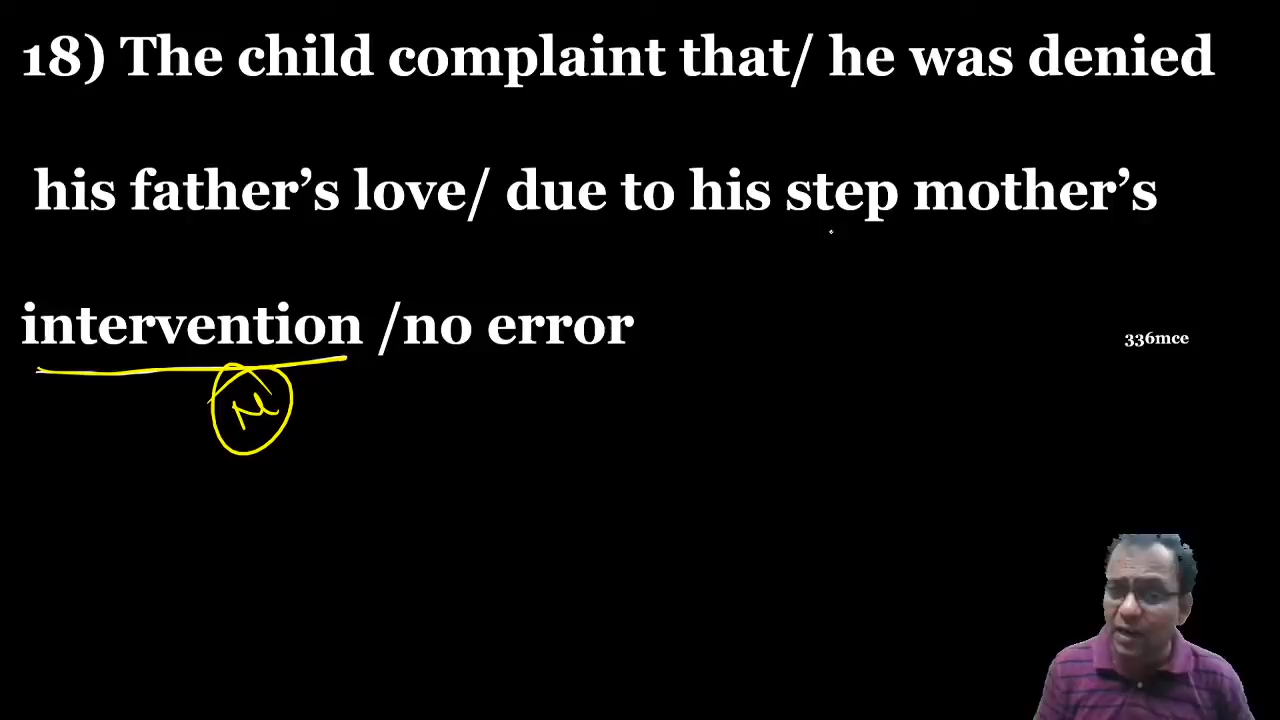 18) The child complaint that/ he was denied
his father’s love/ due to his step mother’s
intervention /no error
336mce
N